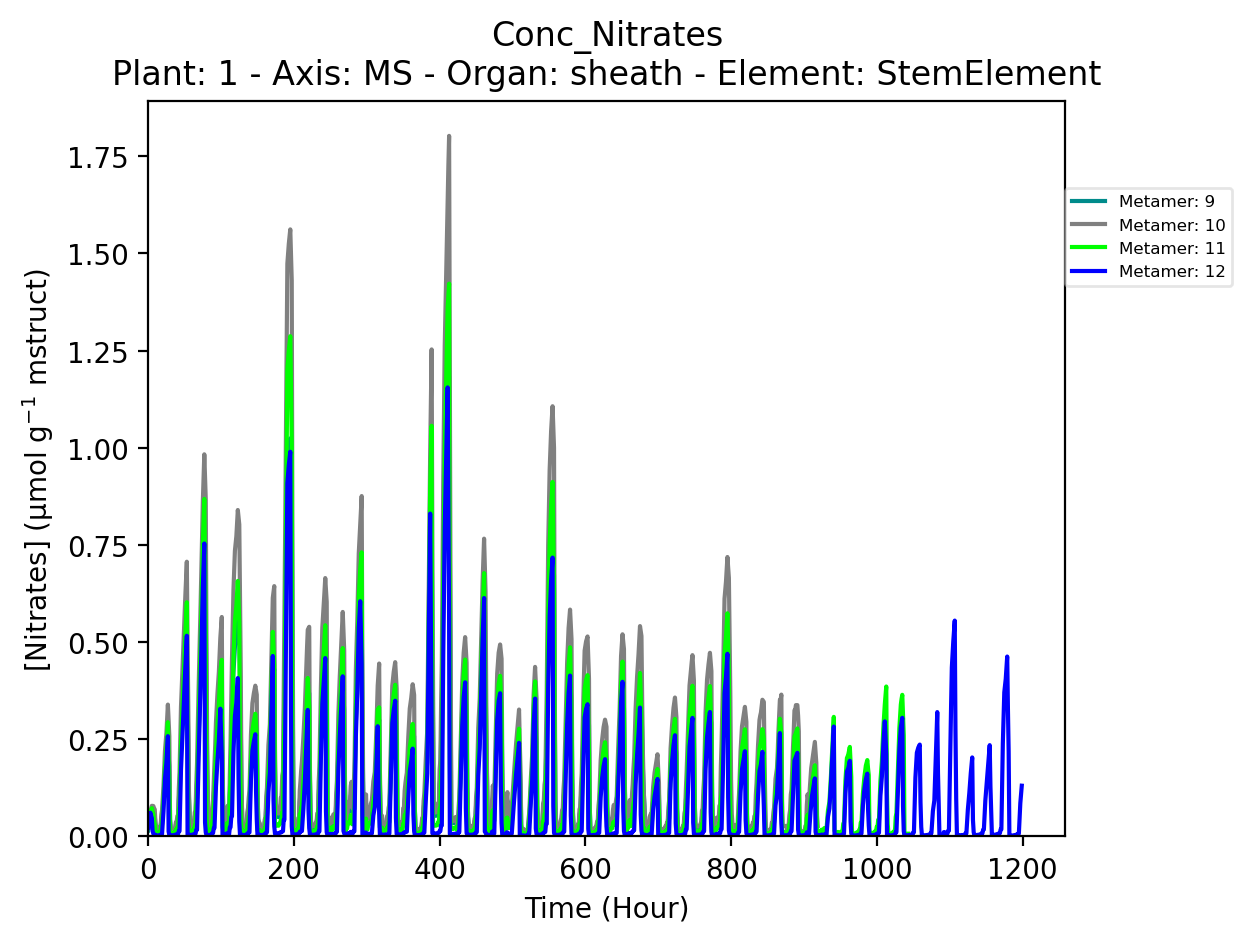 Conc_Nitrates
Plant: 1 - Axis: MS - Organ: sheath - Element: StemElement
[Nitrates] (µmol g⁻¹ mstruct)
1.75
1.50
1.25
1.00
0.75
0.50
0.25
0.00
0 200 400 600 800 1000 1200
Time (Hour)
Metamer: 9
Metamer: 10
Metamer: 11
Metamer: 12